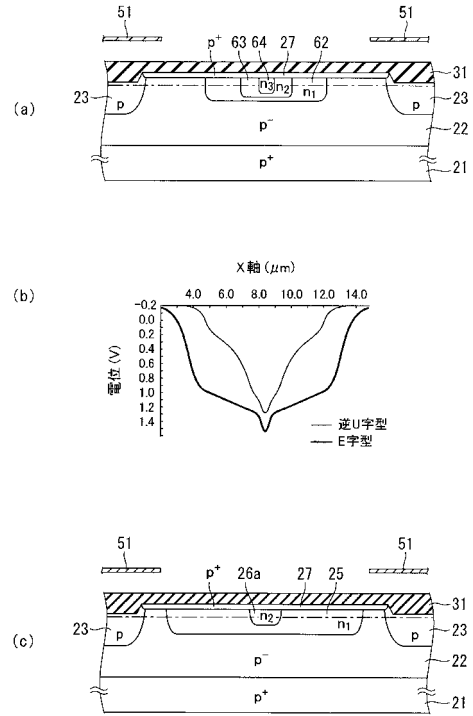 51 51
(a)
p⁺ 63 64 27 62
31
23 23
p n₃ n₂ n₁ p
22
p⁻
p⁺
21
(b)
X軸(μm)
4.0 6.0 8.0 10.0 12.0 14.0
-0.2
0.0
0.2
0.4
0.6
0.8
1.0
1.2
1.4
電位(V)
逆U字型
E字型
(c)
51 51
p⁺ 26a 27 25
31
23 23
p n₂ n₁ p
22
p⁻
p⁺
21